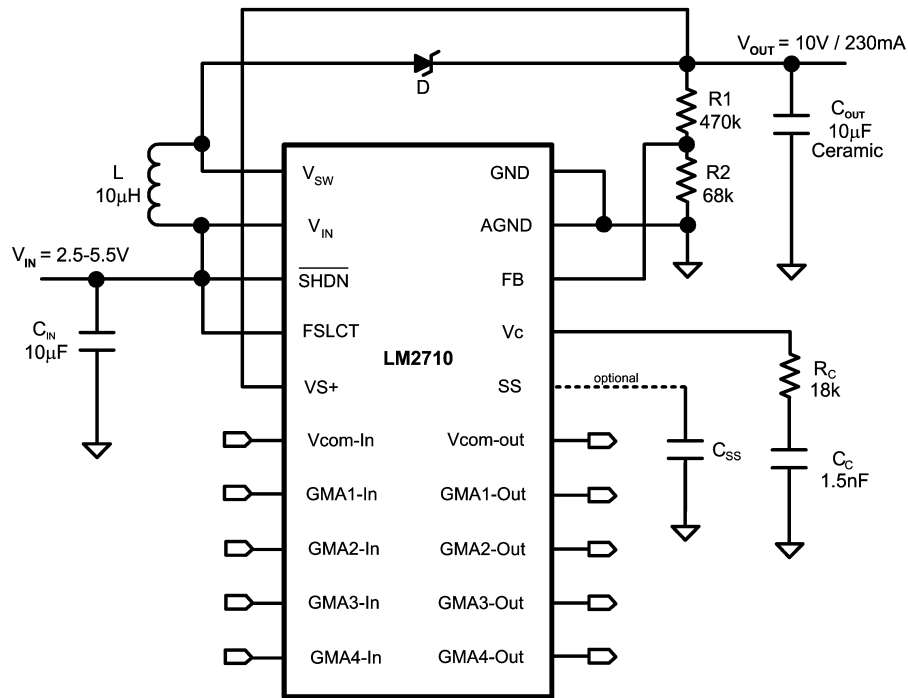 V_OUT = 10V / 230mA
D
R1
470k
C_OUT
10μF
Ceramic
L
10μH
R2
68k
V_SW
GND
V_IN
AGND
V_IN = 2.5-5.5V
SHDN
FB
C_IN
10μF
FSLCT
Vc
LM2710
R_C
18k
VS+
SS
optional
Vcom-In
Vcom-out
C_SS
C_C
1.5nF
GMA1-In
GMA1-Out
GMA2-In
GMA2-Out
GMA3-In
GMA3-Out
GMA4-In
GMA4-Out